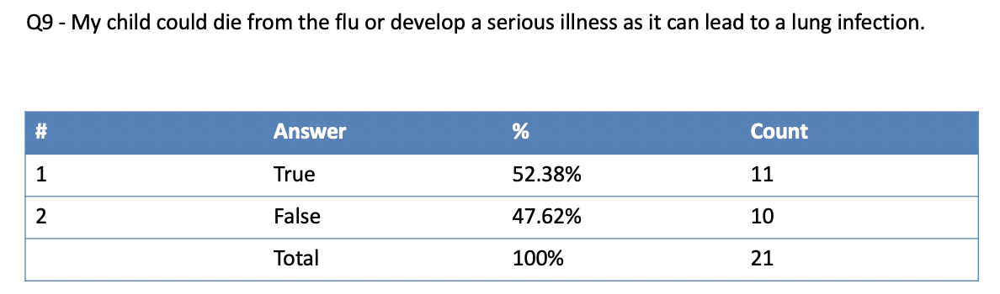 Q9 - My child could die from the flu or develop a serious illness as it can lead to a lung infection.
# Answer % Count
1 True 52.38% 11
2 False 47.62% 10
Total 100% 21